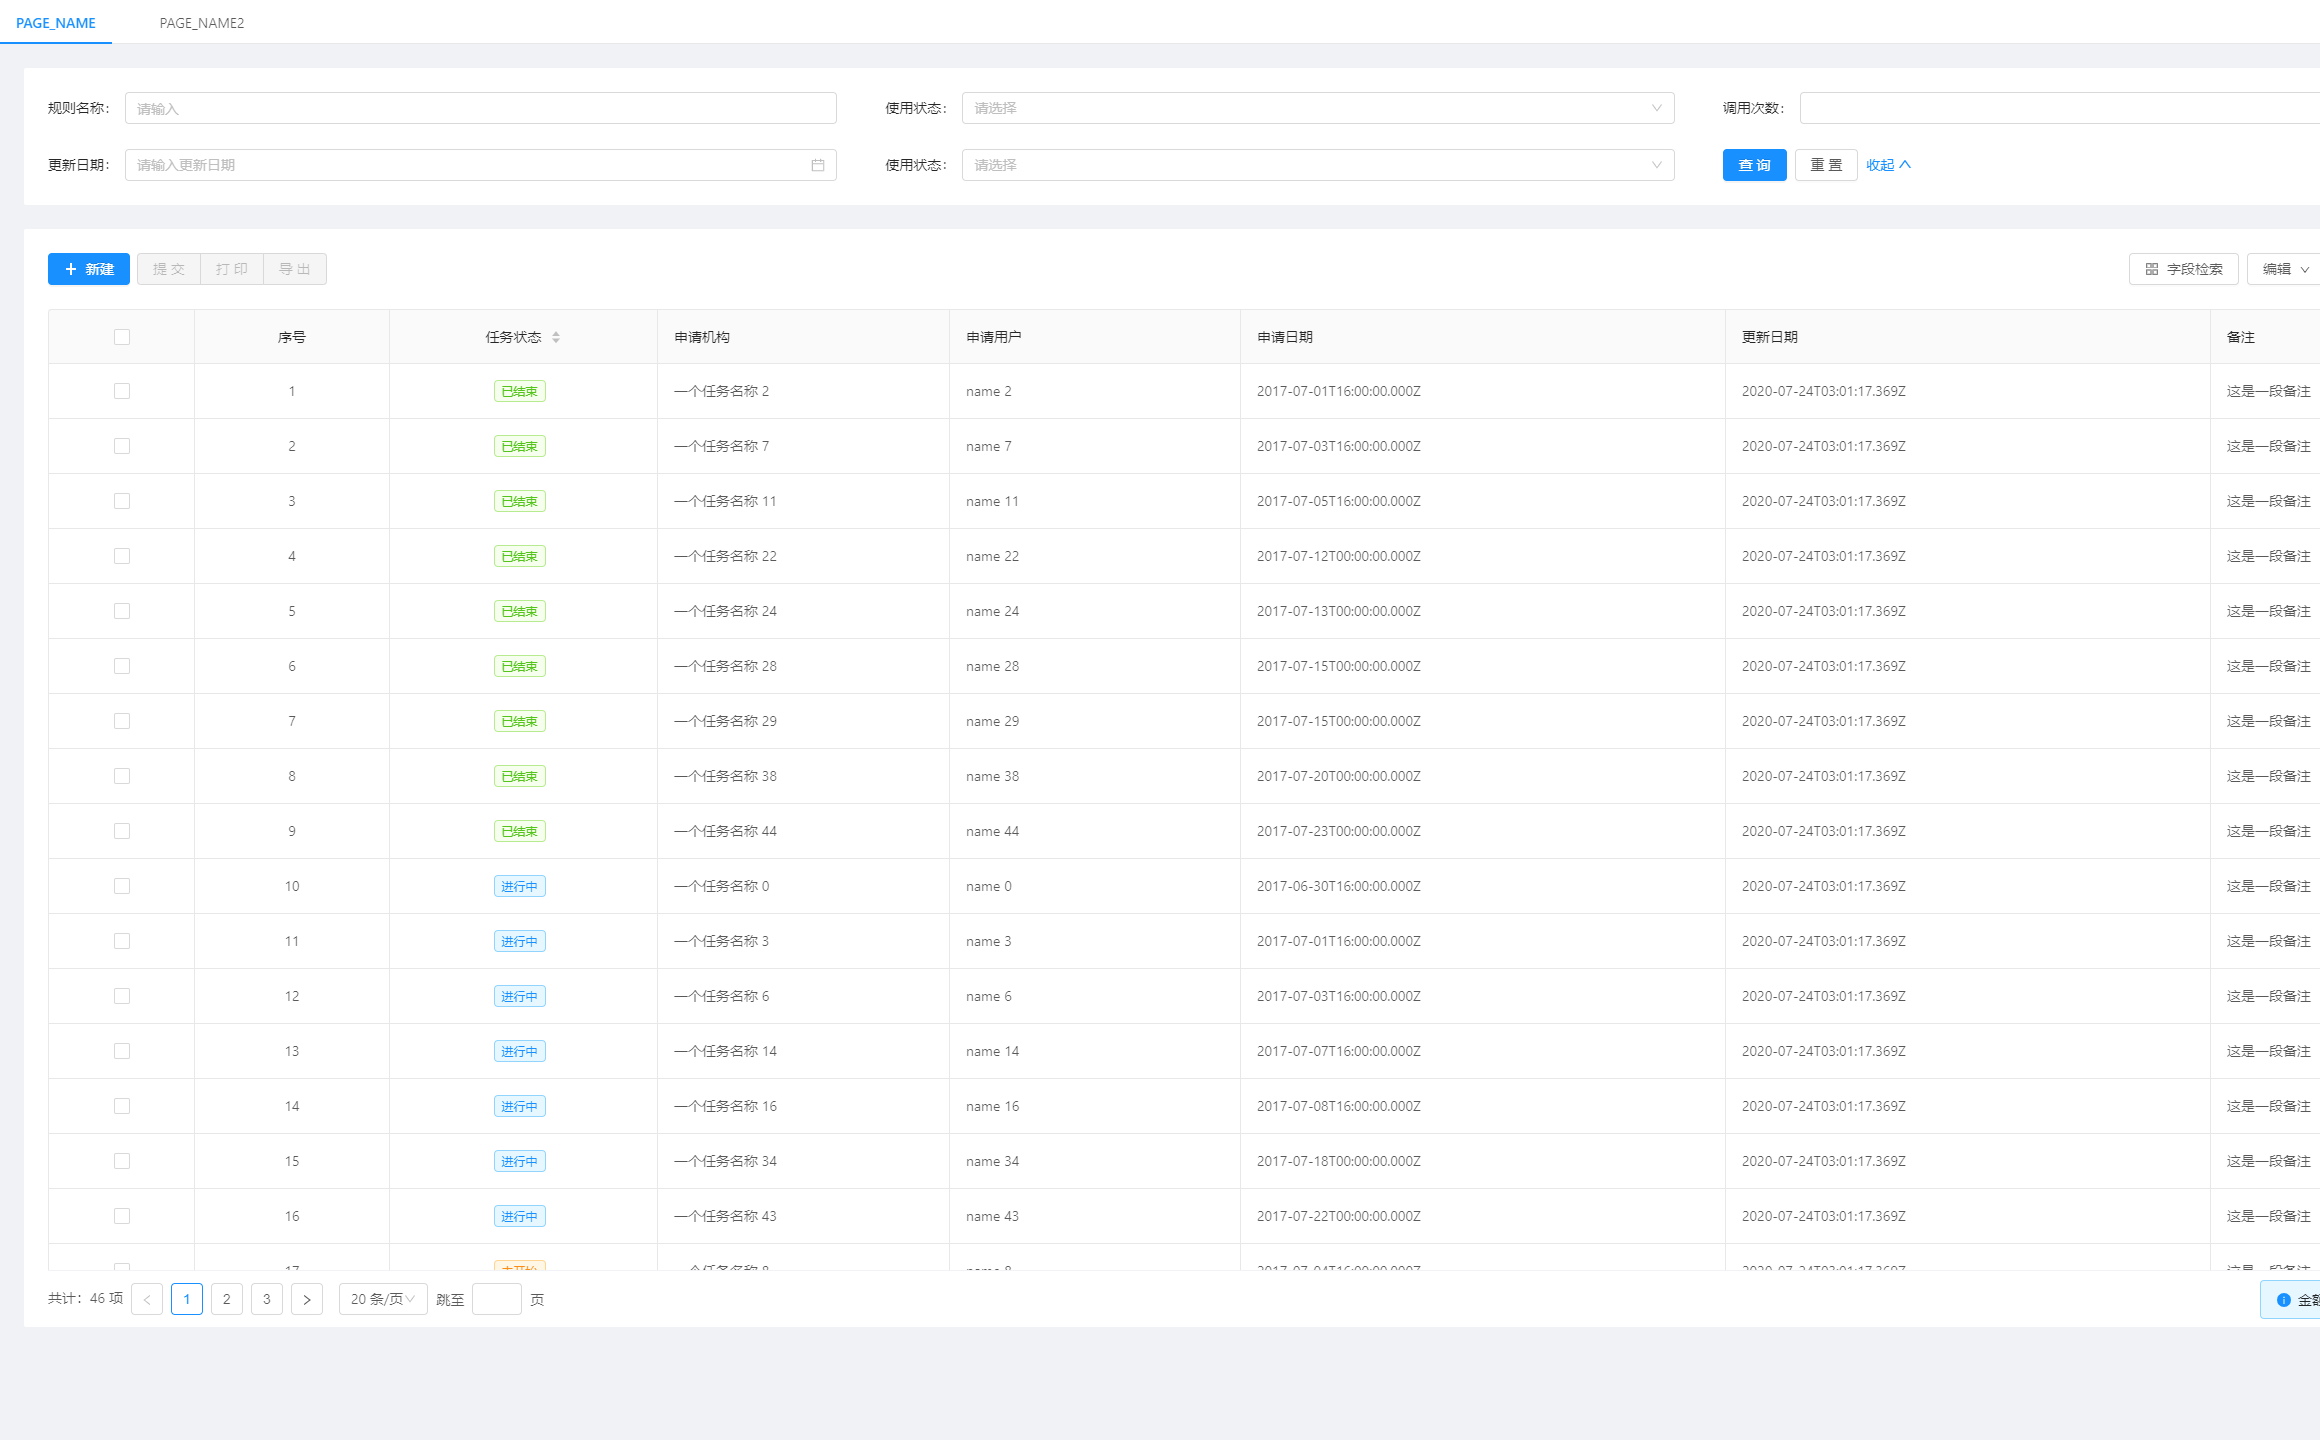 PAGE_NAME PAGE_NAME2
规则名称: 请输入 使用状态: 请选择 调用次数:
更新日期: 请输入更新日期 使用状态: 请选择 查 询 重 置 收起
新建 提 交 打 印 导 出 字段检索 编辑
序号 任务状态 申请机构 申请用户 申请日期 更新日期 备注
1 已结束 一个任务名称 2 name 2 2017-07-01T16:00:00.000Z 2020-07-24T03:01:17.369Z 这是一段备注
2 已结束 一个任务名称 7 name 7 2017-07-03T16:00:00.000Z 2020-07-24T03:01:17.369Z 这是一段备注
3 已结束 一个任务名称 11 name 11 2017-07-05T16:00:00.000Z 2020-07-24T03:01:17.369Z 这是一段备注
4 已结束 一个任务名称 22 name 22 2017-07-12T00:00:00.000Z 2020-07-24T03:01:17.369Z 这是一段备注
5 已结束 一个任务名称 24 name 24 2017-07-13T00:00:00.000Z 2020-07-24T03:01:17.369Z 这是一段备注
6 已结束 一个任务名称 28 name 28 2017-07-15T00:00:00.000Z 2020-07-24T03:01:17.369Z 这是一段备注
7 已结束 一个任务名称 29 name 29 2017-07-15T00:00:00.000Z 2020-07-24T03:01:17.369Z 这是一段备注
8 已结束 一个任务名称 38 name 38 2017-07-20T00:00:00.000Z 2020-07-24T03:01:17.369Z 这是一段备注
9 已结束 一个任务名称 44 name 44 2017-07-23T00:00:00.000Z 2020-07-24T03:01:17.369Z 这是一段备注
10 进行中 一个任务名称 0 name 0 2017-06-30T16:00:00.000Z 2020-07-24T03:01:17.369Z 这是一段备注
11 进行中 一个任务名称 3 name 3 2017-07-01T16:00:00.000Z 2020-07-24T03:01:17.369Z 这是一段备注
12 进行中 一个任务名称 6 name 6 2017-07-03T16:00:00.000Z 2020-07-24T03:01:17.369Z 这是一段备注
13 进行中 一个任务名称 14 name 14 2017-07-07T16:00:00.000Z 2020-07-24T03:01:17.369Z 这是一段备注
14 进行中 一个任务名称 16 name 16 2017-07-08T16:00:00.000Z 2020-07-24T03:01:17.369Z 这是一段备注
15 进行中 一个任务名称 34 name 34 2017-07-18T00:00:00.000Z 2020-07-24T03:01:17.369Z 这是一段备注
16 进行中 一个任务名称 43 name 43 2017-07-22T00:00:00.000Z 2020-07-24T03:01:17.369Z 这是一段备注
共计: 46 项 1 2 3 20 条/页 跳至 页